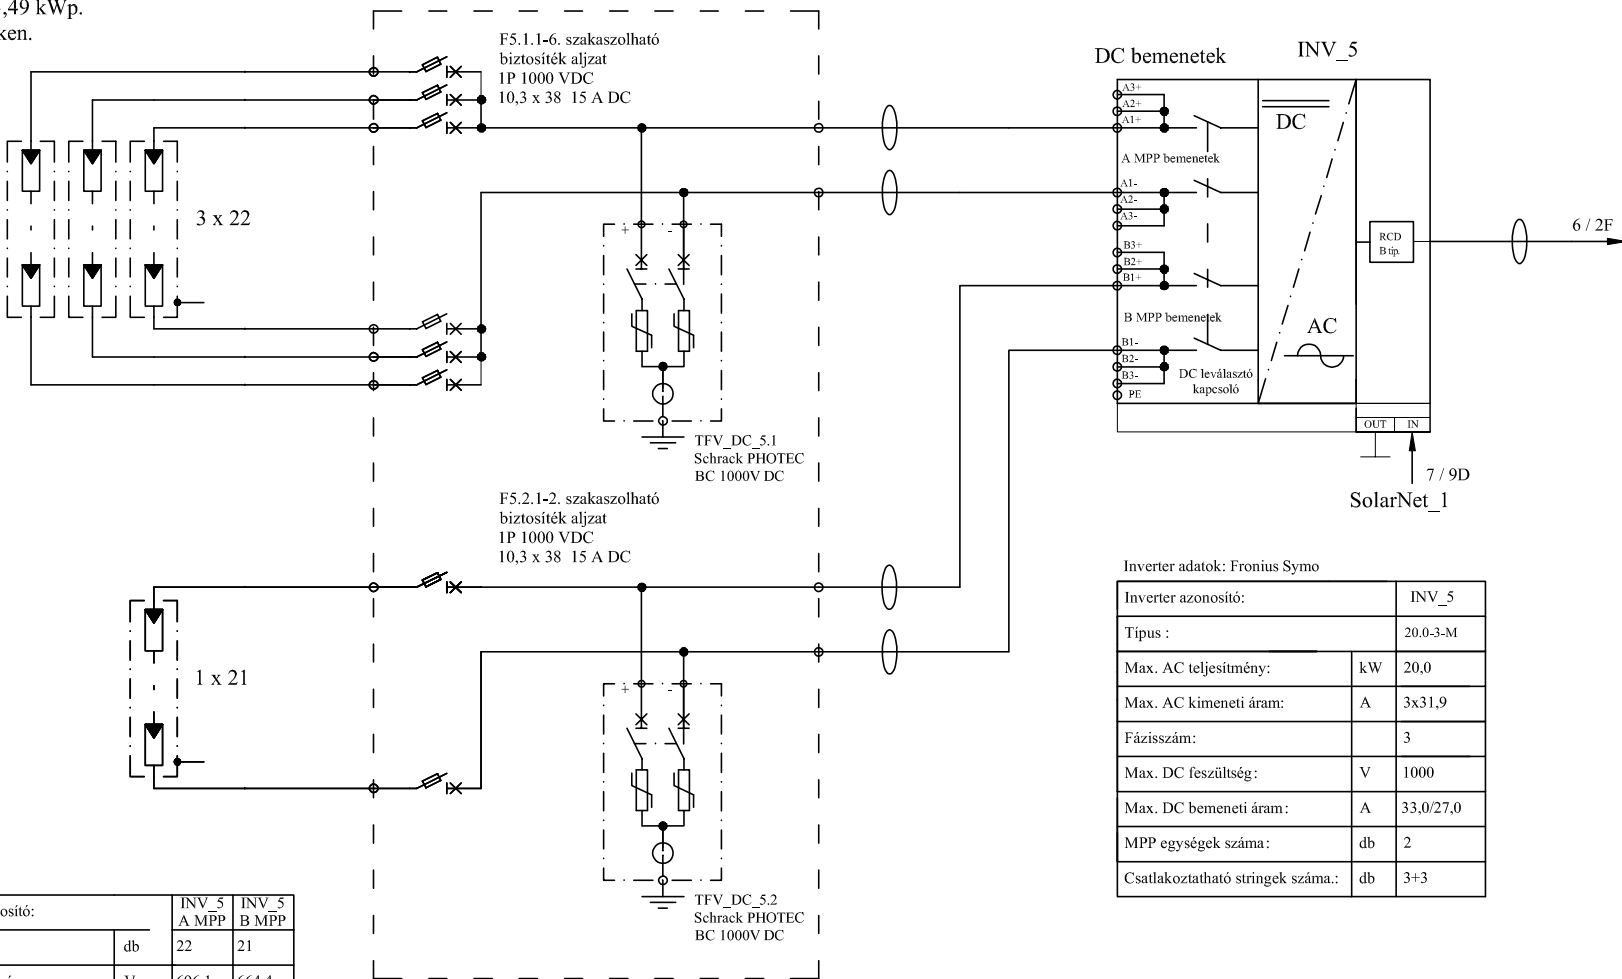 ,49 kWp.
ken.
F5.1.1-6. szakaszolható
biztosíték aljzat
1P 1000 VDC
10,3 x 38 15 A DC
3 x 22
+ -
TFV_DC_5.1
Schrack PHOTEC
BC 1000V DC
F5.2.1-2. szakaszolható
biztosíték aljzat
1P 1000 VDC
10,3 x 38 15 A DC
1 x 21
+ -
TFV_DC_5.2
Schrack PHOTEC
BC 1000V DC
DC bemenetek
INV_5
A3+
A2+
A1+
A MPP bemenetek
A1-
A2-
A3-
B3+
B2+
B1+
B MPP bemenetek
B1-
B2-
B3-
PE
DC leválasztó
kapcsoló
DC
AC
RCD
B tip.
6 / 2F
OUT IN
7 / 9D
SolarNet_1
Inverter adatok: Fronius Symo
Inverter azonosító: INV_5
Típus : 20.0-3-M
Max. AC teljesítmény: kW 20,0
Max. AC kimeneti áram: A 3x31,9
Fázisszám: 3
Max. DC feszültség: V 1000
Max. DC bemeneti áram: A 33,0/27,0
MPP egységek száma: db 2
Csatlakoztatható stringek száma.: db 3+3
osító: INV_5 A MPP INV_5 B MPP
db 22 21